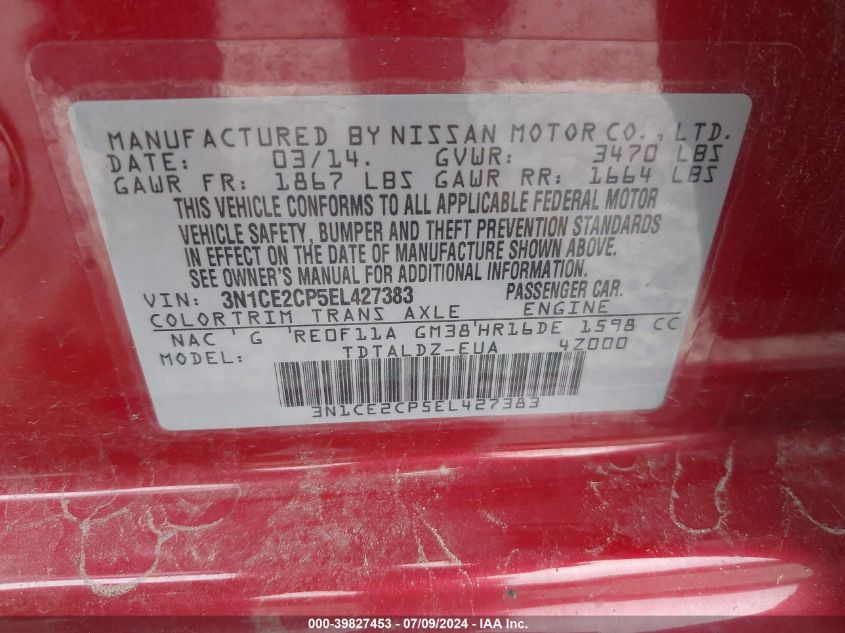 MANUFACTURED BY NISSAN MOTOR CO., LTD.
DATE: 03/14. GVWR: 3470 LBS
GAWR FR: 1867 LBS GAWR RR: 1664 LBS
THIS VEHICLE CONFORMS TO ALL APPLICABLE FEDERAL MOTOR
VEHICLE SAFETY, BUMPER AND THEFT PREVENTION STANDARDS
IN EFFECT ON THE DATE OF MANUFACTURE SHOWN ABOVE.
SEE OWNER'S MANUAL FOR ADDITIONAL INFORMATION.
VIN: 3N1CE2CP5EL427383 PASSENGER CAR.
COLOR TRIM TRANS AXLE ENGINE
NAC ' G 'RE0F11A GM38'HR16DE 1598 CC
MODEL: TDTALDZ-EUA 4Z000
3N1CE2CP5EL427383
000-39827453 - 07/09/2024 - IAA Inc.